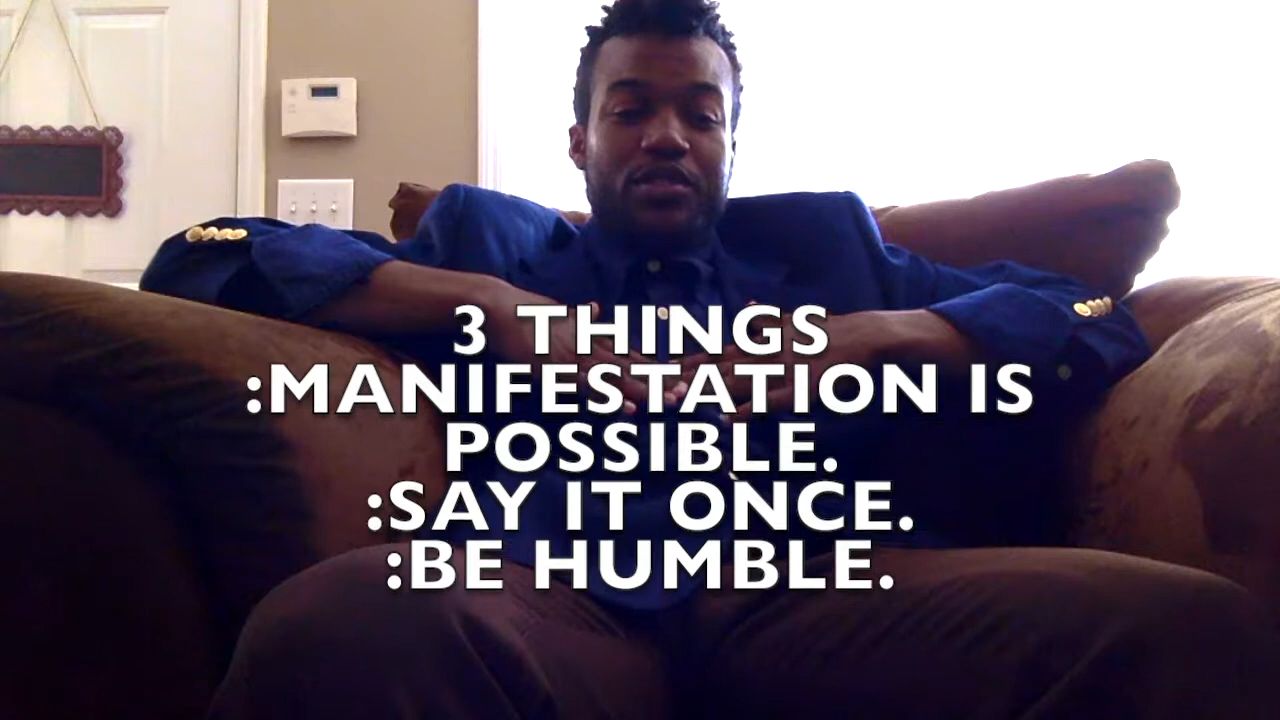 3 THINGS
:MANIFESTATION IS
POSSIBLE.
:SAY IT ONCE.
:BE HUMBLE.